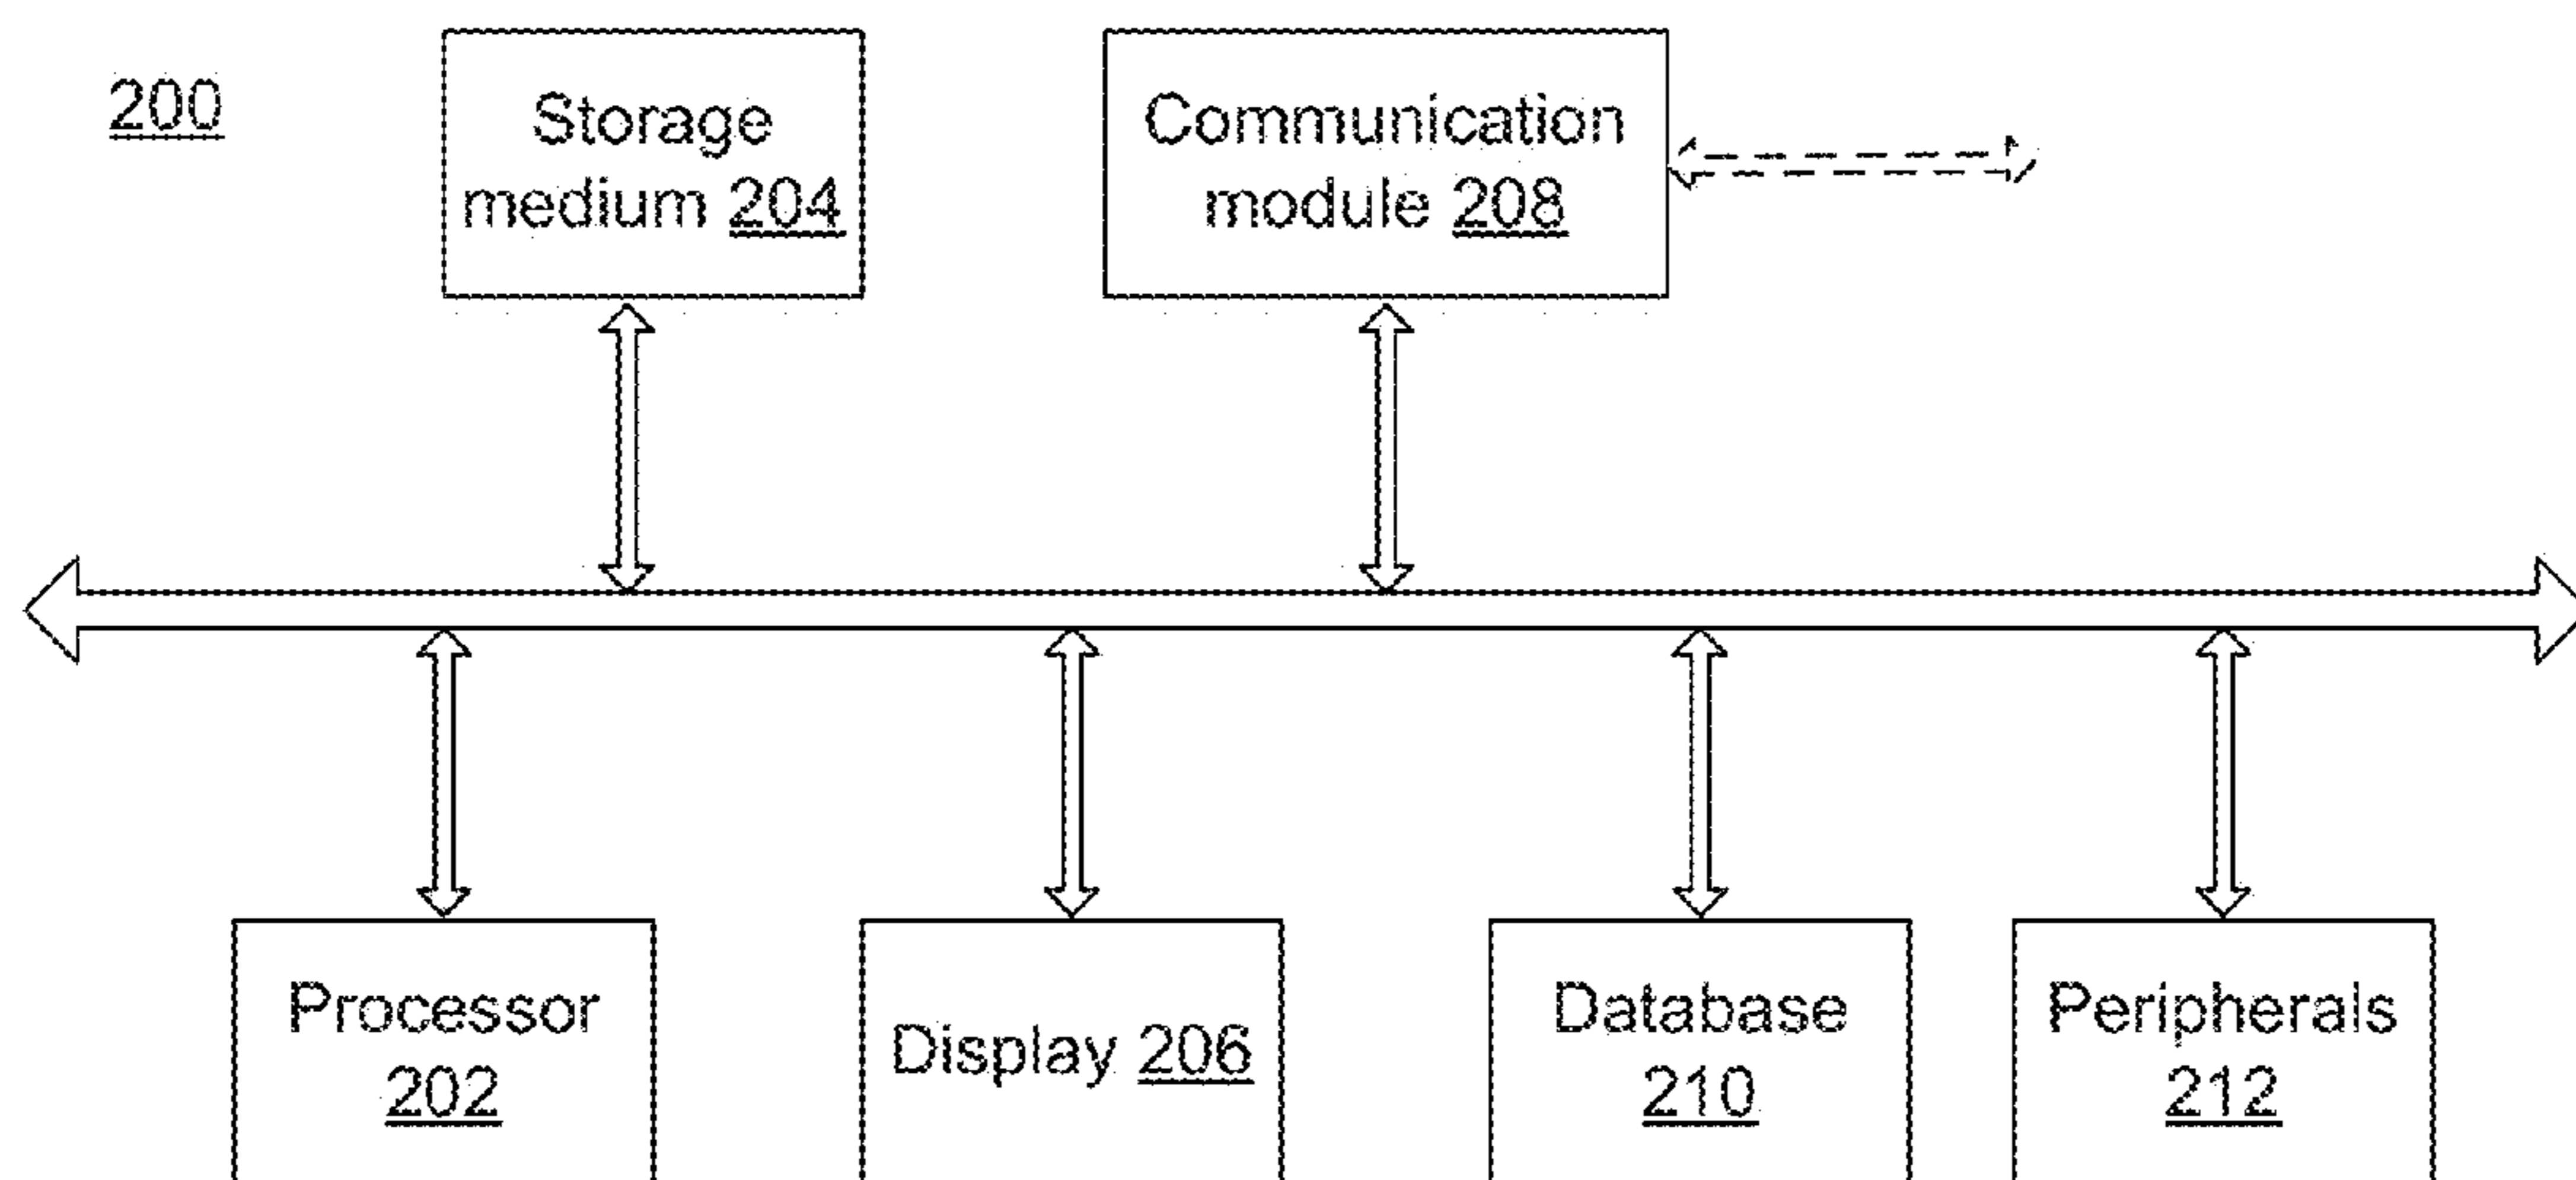 200
Storage
medium 204
Communication
module 208
Processor
202
Display 206
Database
210
Peripherals
212